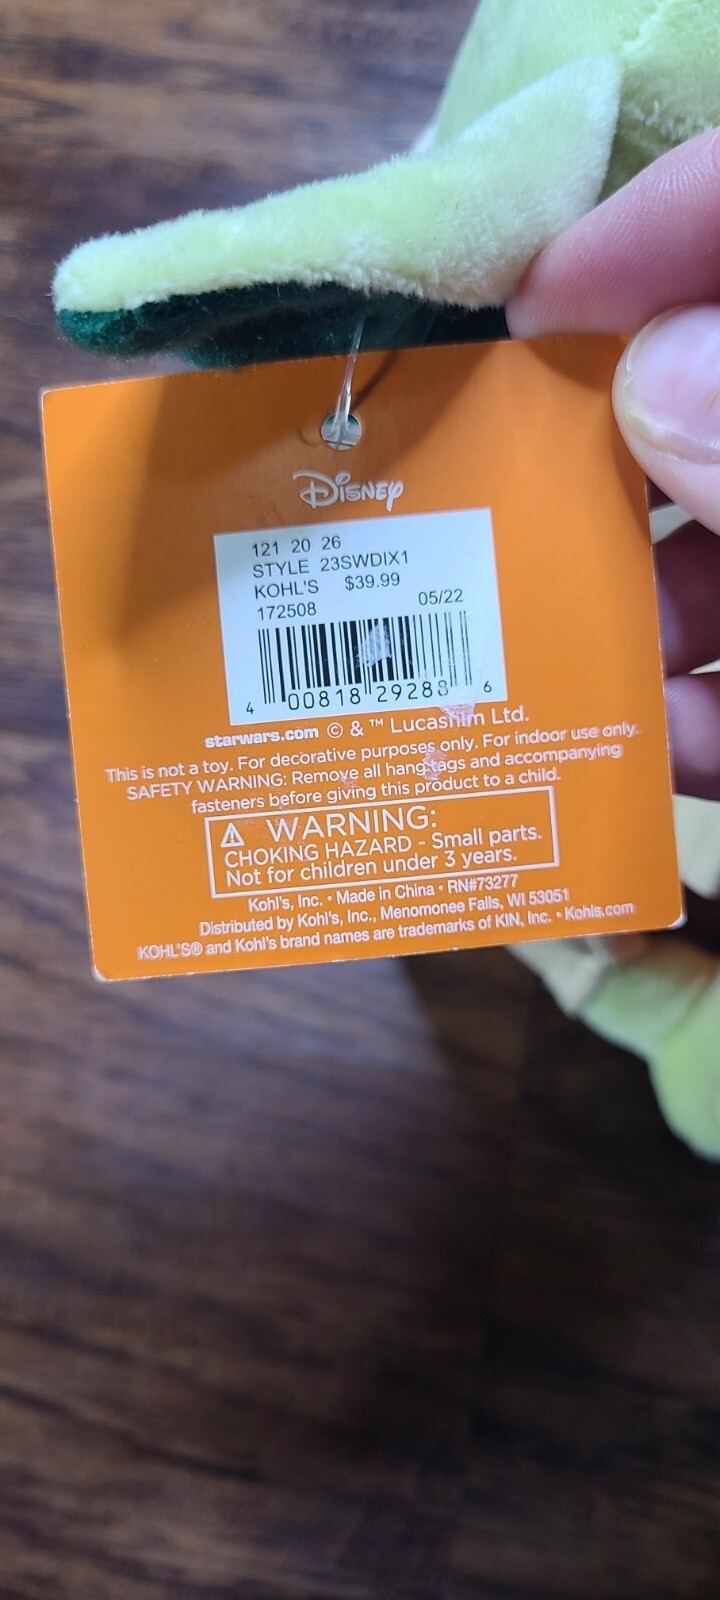 Disney
121 20 26
STYLE 23SWDIX1
KOHL'S $39.99
172508 05/22
4 00818 29288 6
starwars.com © & ™ Lucasfilm Ltd.
This is not a toy. For decorative purposes only. For indoor use only.
SAFETY WARNING: Remove all hangtags and accompanying
fasteners before giving this product to a child.
⚠ WARNING:
CHOKING HAZARD - Small parts.
Not for children under 3 years.
Kohl's, Inc. • Made in China • RN#73277
Distributed by Kohl's, Inc., Menomonee Falls, WI 53051
KOHL'S® and Kohl's brand names are trademarks of KIN, Inc. • Kohls.com